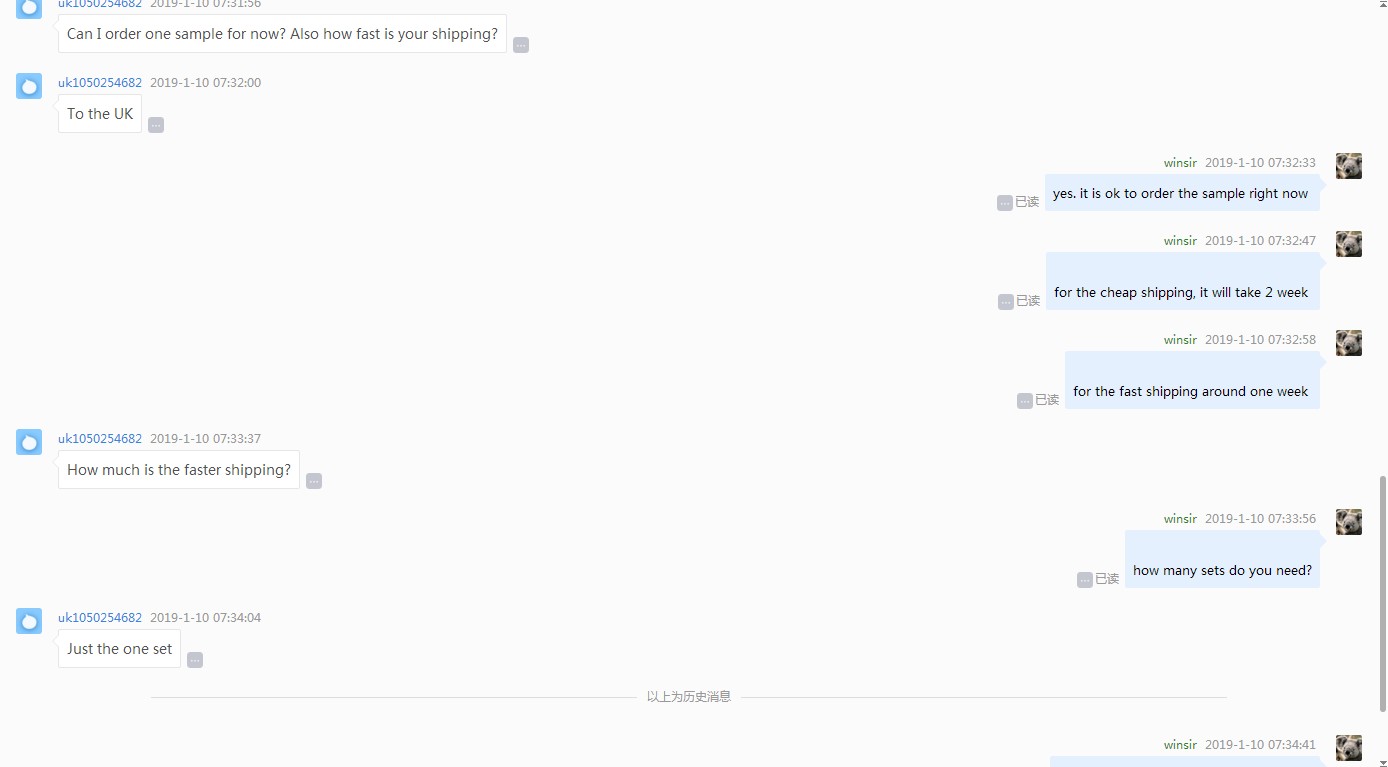 uk1050254682 2019-1-10 07:31:56
Can I order one sample for now? Also how fast is your shipping?
uk1050254682 2019-1-10 07:32:00
To the UK
winsir 2019-1-10 07:32:33
已读 yes. it is ok to order the sample right now
winsir 2019-1-10 07:32:47
已读 for the cheap shipping, it will take 2 week
winsir 2019-1-10 07:32:58
已读 for the fast shipping around one week
uk1050254682 2019-1-10 07:33:37
How much is the faster shipping?
winsir 2019-1-10 07:33:56
已读 how many sets do you need?
uk1050254682 2019-1-10 07:34:04
Just the one set
以上为历史消息
winsir 2019-1-10 07:34:41